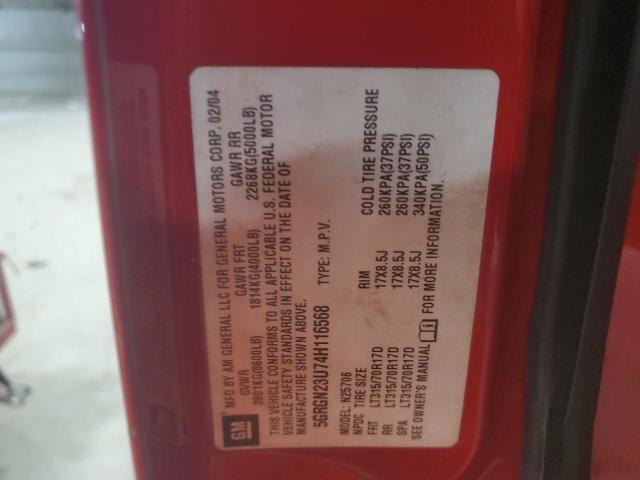 GM
MFD BY AM GENERAL LLC FOR GENERAL MOTORS CORP. 02/04
GVWR GAWR FRT GAWR RR
3901KG(8600LB) 1814KG(4000LB) 2268KG(5000LB)
THIS VEHICLE CONFORMS TO ALL APPLICABLE U.S. FEDERAL MOTOR
VEHICLE SAFETY STANDARDS IN EFFECT ON THE DATE OF
MANUFACTURE SHOWN ABOVE.
5GRGN23U74H116568 TYPE: M.P.V.
MODEL: N25706
NPDC TIRE SIZE RIM COLD TIRE PRESSURE
FRT LT315/70R17D 17X8.5J 260KPA(37PSI)
RR LT315/70R17D 17X8.5J 260KPA(37PSI)
SPA LT315/70R17D 17X8.5J 340KPA(50PSI)
SEE OWNER'S MANUAL FOR MORE INFORMATION.